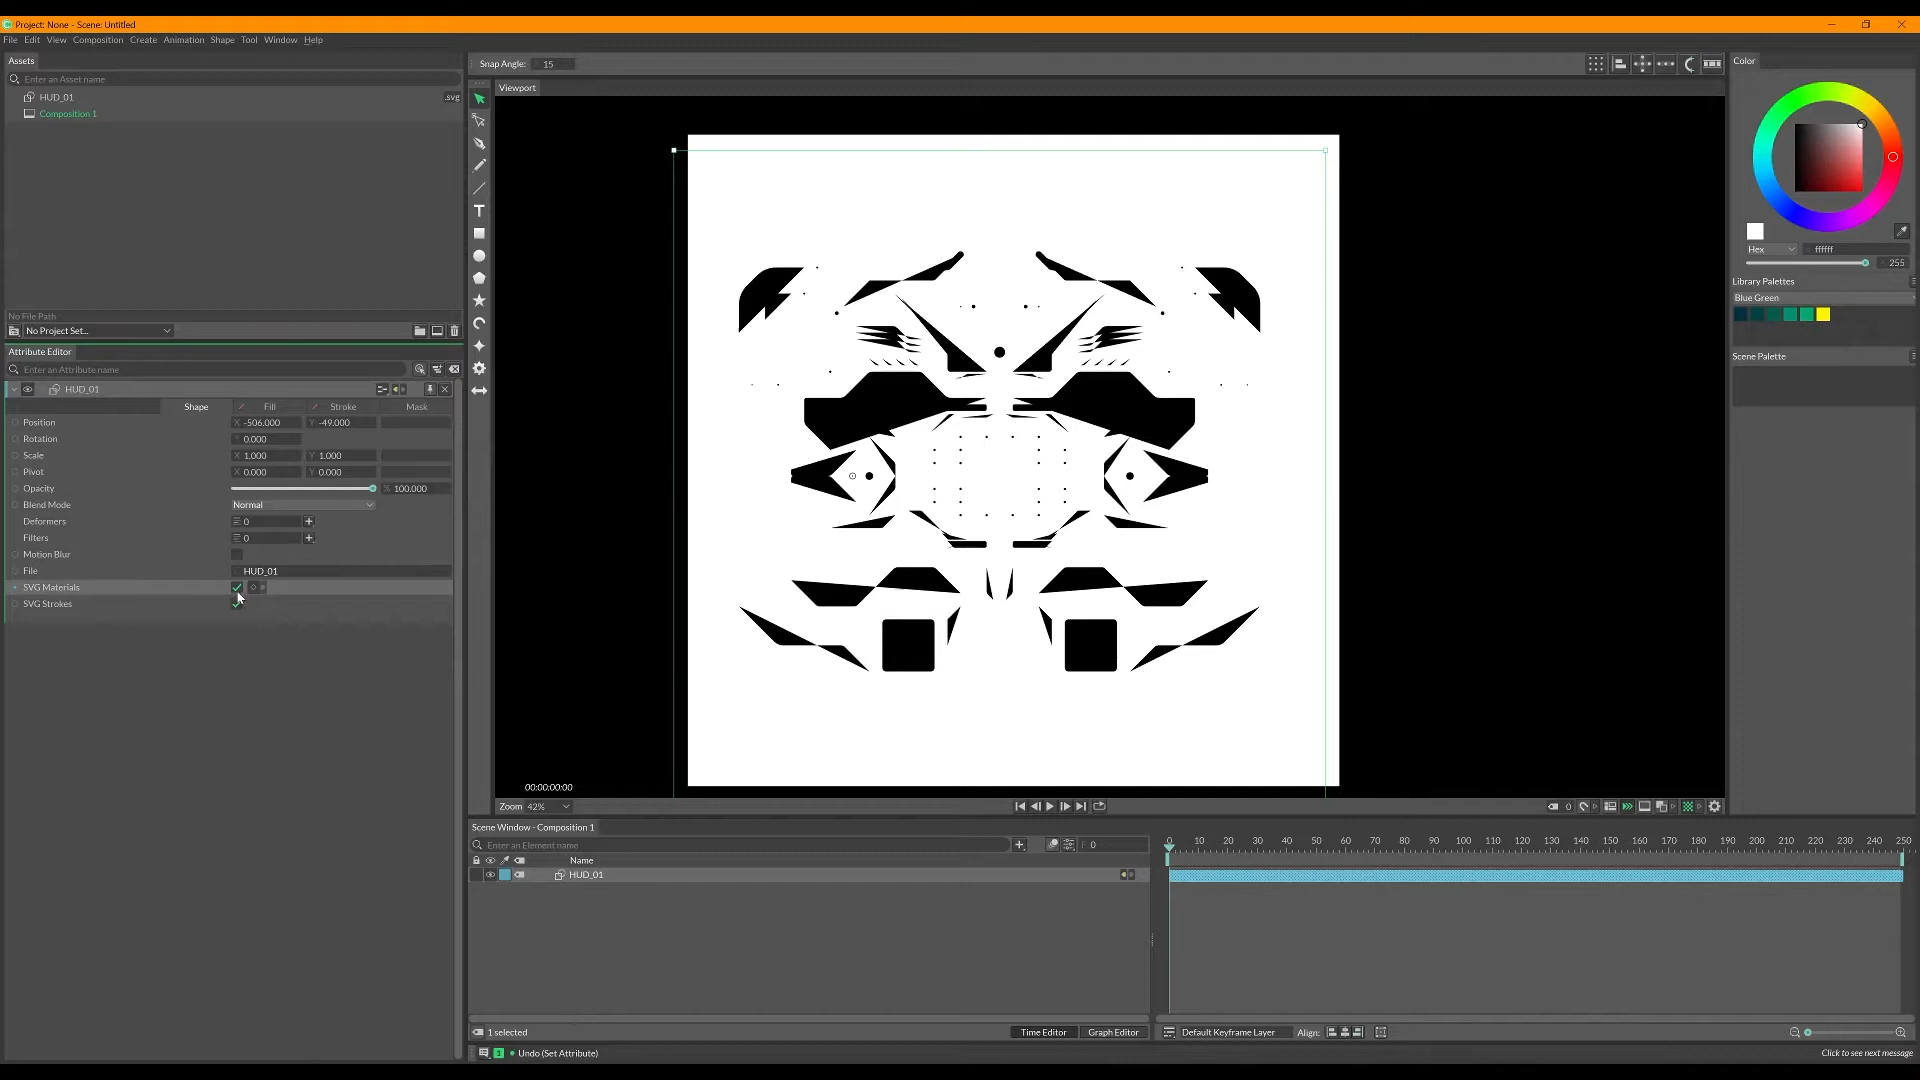 Project: None - Scene: Untitled
File Edit View Composition Create Animation Shape Tool Window Help
Assets
Enter an Asset name
HUD_01 .svg
Composition 1
No File Path
No Project Set...
Attribute Editor
Enter an Attribute name
HUD_01
Shape Fill Stroke Mask
Position X -506.000 Y -49.000
Rotation ° 0.000
Scale X 1.000 Y 1.000
Pivot X 0.000 Y 0.000
Opacity % 100.000
Blend Mode Normal
Deformers 0
Filters 0
Motion Blur
File HUD_01
SVG Materials
SVG Strokes
Snap Angle: 15
Viewport
00:00:00:00
Zoom 42%
0
Scene Window - Composition 1
Enter an Element name
F 0
Name
HUD_01
0 10 20 30 40 50 60 70 80 90 100 110 120 130 140 150 160 170 180 190 200 210 220 230 240 250
1 selected
Time Editor Graph Editor
Default Keyframe Layer Align:
1 Undo (Set Attribute)
Click to see next message
Color
Hex ffffff
255
Library Palettes
Blue Green
Scene Palette